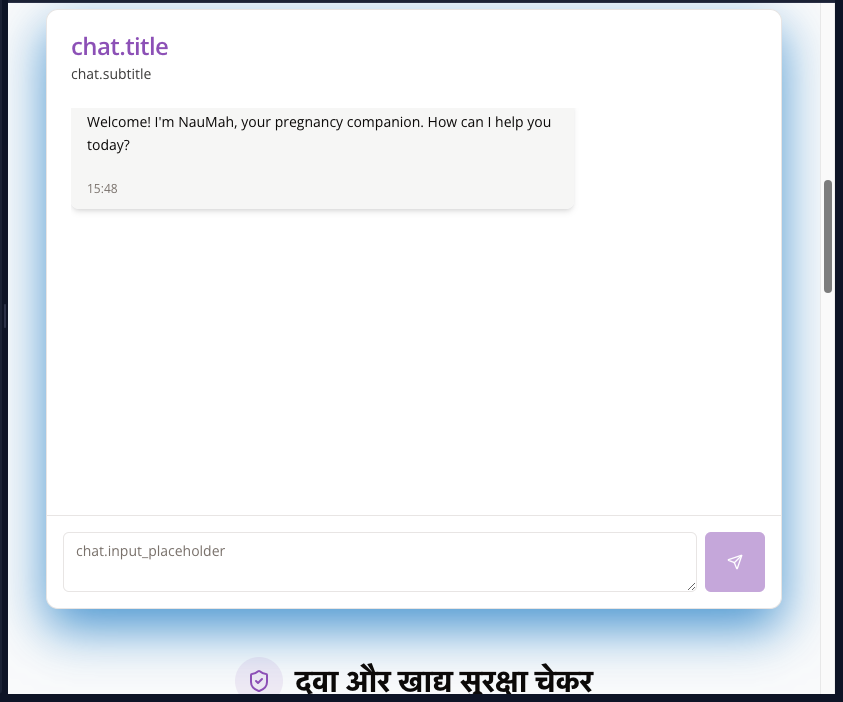 chat.title
chat.subtitle
Welcome! I'm NauMah, your pregnancy companion. How can I help you
today?
15:48
chat.input_placeholder
दवा और खाद्य सुरक्षा चेकर